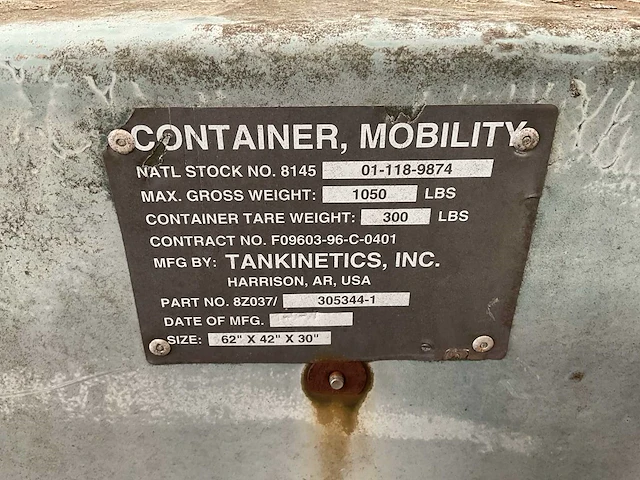 CONTAINER, MOBILITY
NATL STOCK NO. 8145 01-118-9874
MAX. GROSS WEIGHT: 1050 LBS
CONTAINER TARE WEIGHT: 300 LBS
CONTRACT NO. F09603-96-C-0401
MFG BY: TANKINETICS, INC.
HARRISON, AR, USA
PART NO. 8Z037/ 305344-1
DATE OF MFG.
SIZE: 62" X 42" X 30"